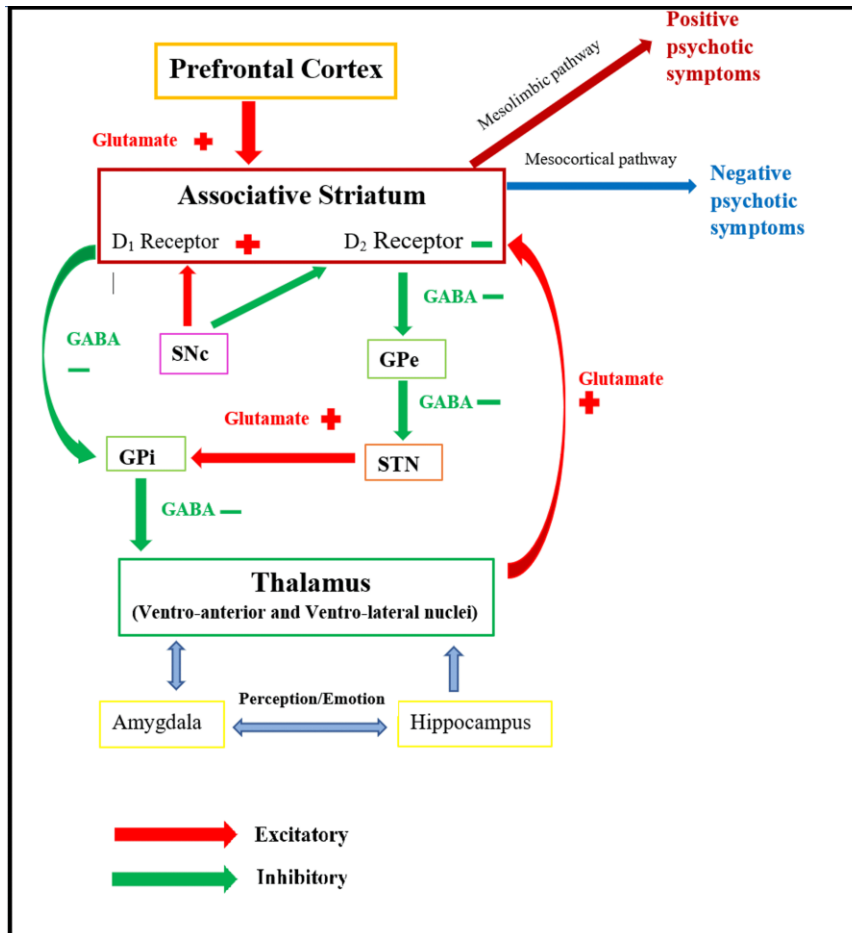 Positive
psychotic
symptoms
Prefrontal Cortex
Mesolimbic pathway
Glutamate +
Mesocortical pathway
Negative
psychotic
symptoms
Associative Striatum
D₁ Receptor +
D₂ Receptor −
GABA −
GABA
−
SNc
GPe
GABA −
Glutamate
+
Glutamate +
GPi
STN
GABA −
Thalamus
(Ventro-anterior and Ventro-lateral nuclei)
Perception/Emotion
Amygdala
Hippocampus
Excitatory
Inhibitory